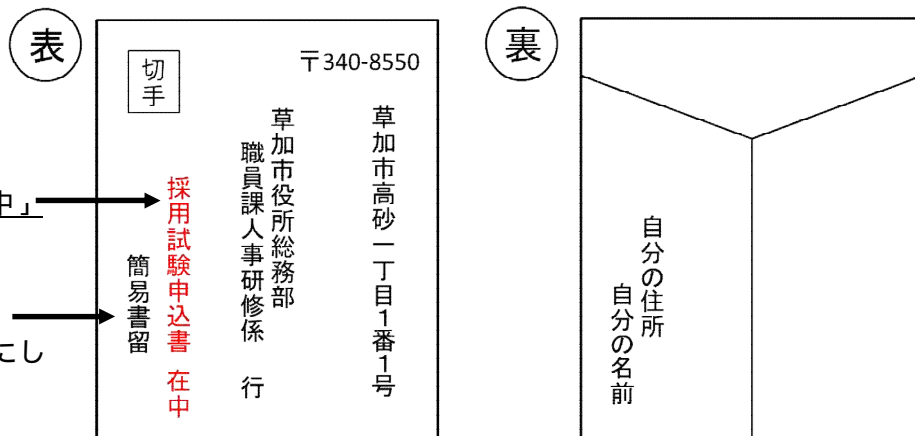 表
切手
〒340-8550
草加市高砂一丁目1番1号
草加市役所総務部
職員課人事研修係 行
採用試験申込書 在中
簡易書留
中」
にし
裏
自分の住所
自分の名前